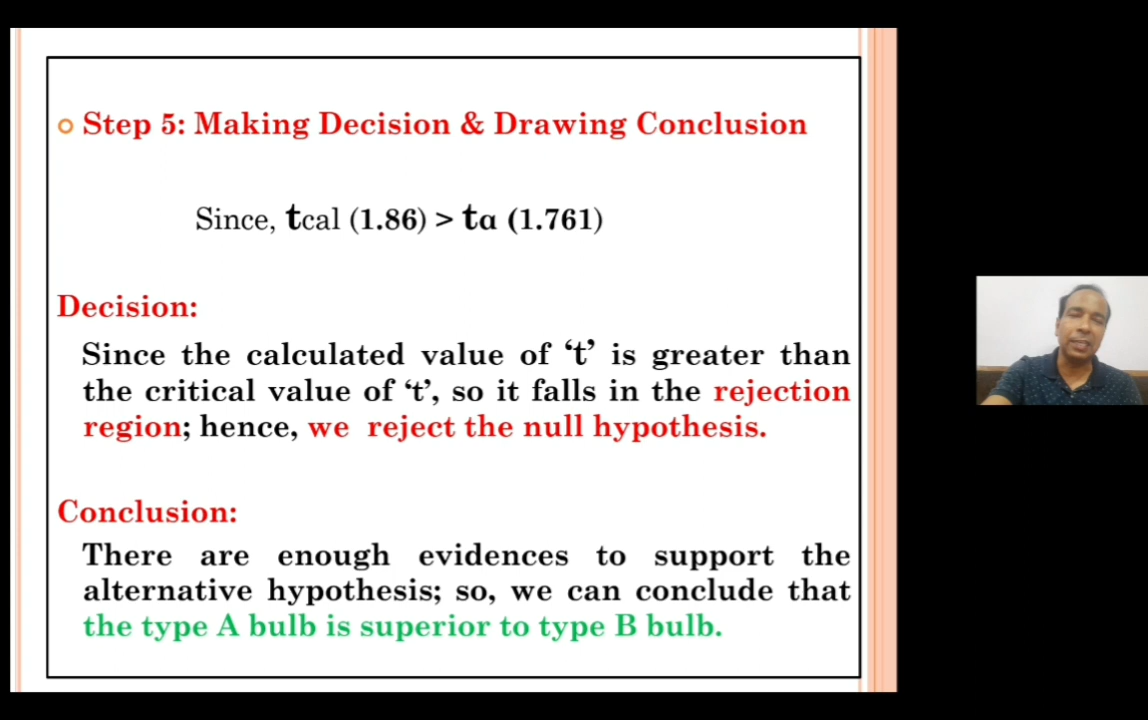 Step 5: Making Decision & Drawing Conclusion
Since, tcal (1.86) > tα (1.761)
Decision:
Since the calculated value of ‘t’ is greater than
the critical value of ‘t’, so it falls in the rejection
region; hence, we reject the null hypothesis.
Conclusion:
There are enough evidences to support the
alternative hypothesis; so, we can conclude that
the type A bulb is superior to type B bulb.